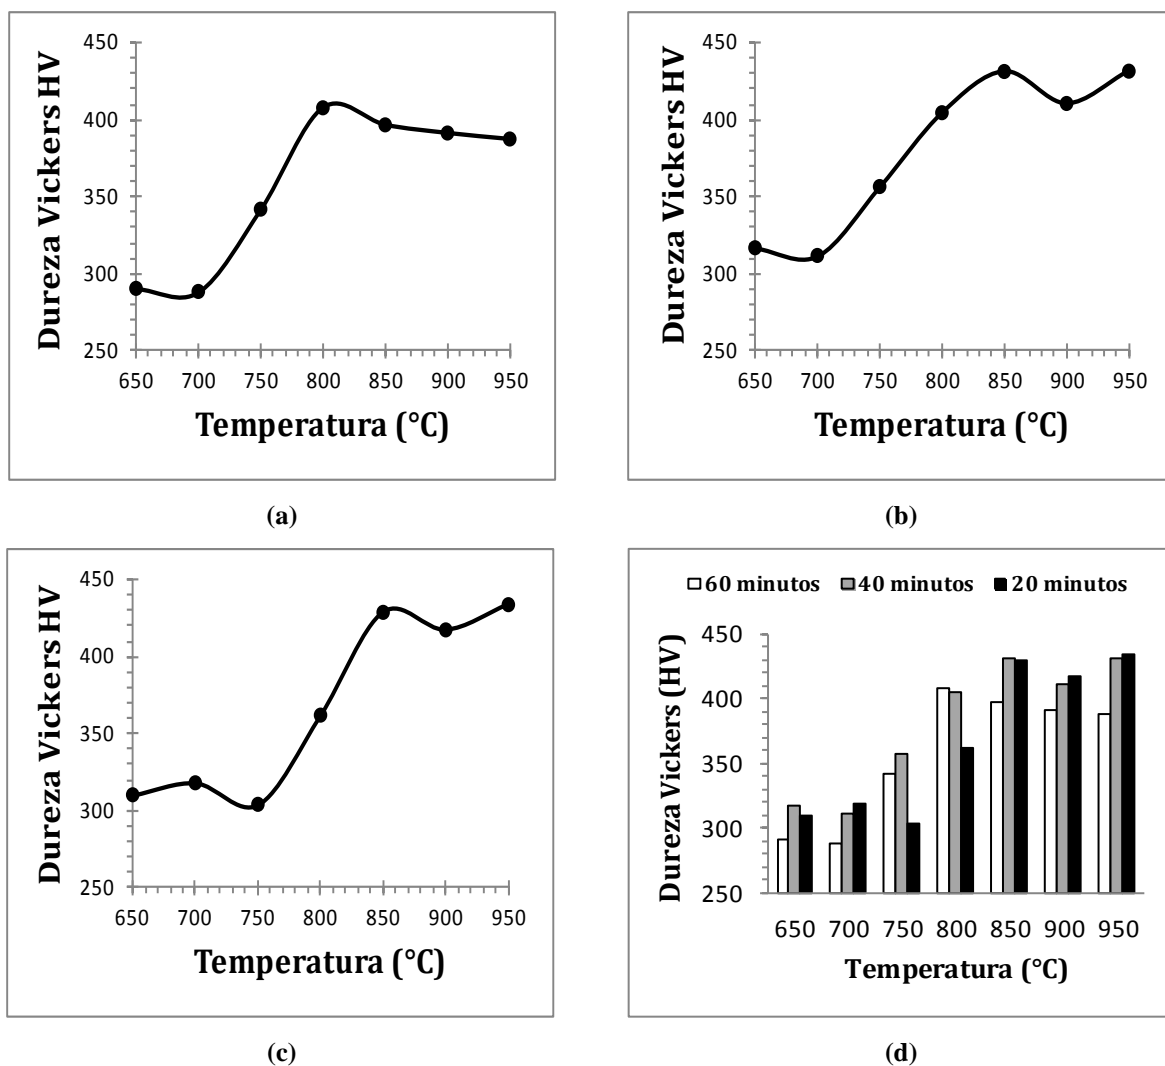 450
400
350
300
250
Dureza Vickers HV
650 700 750 800 850 900 950
Temperatura (°C)
(a)
450
400
350
300
250
Dureza Vickers HV
650 700 750 800 850 900 950
Temperatura (°C)
(b)
450
400
350
300
250
Dureza Vickers HV
650 700 750 800 850 900 950
Temperatura (°C)
(c)
60 minutos 40 minutos 20 minutos
450
400
350
300
250
Dureza Vickers (HV)
650 700 750 800 850 900 950
Temperatura (°C)
(d)